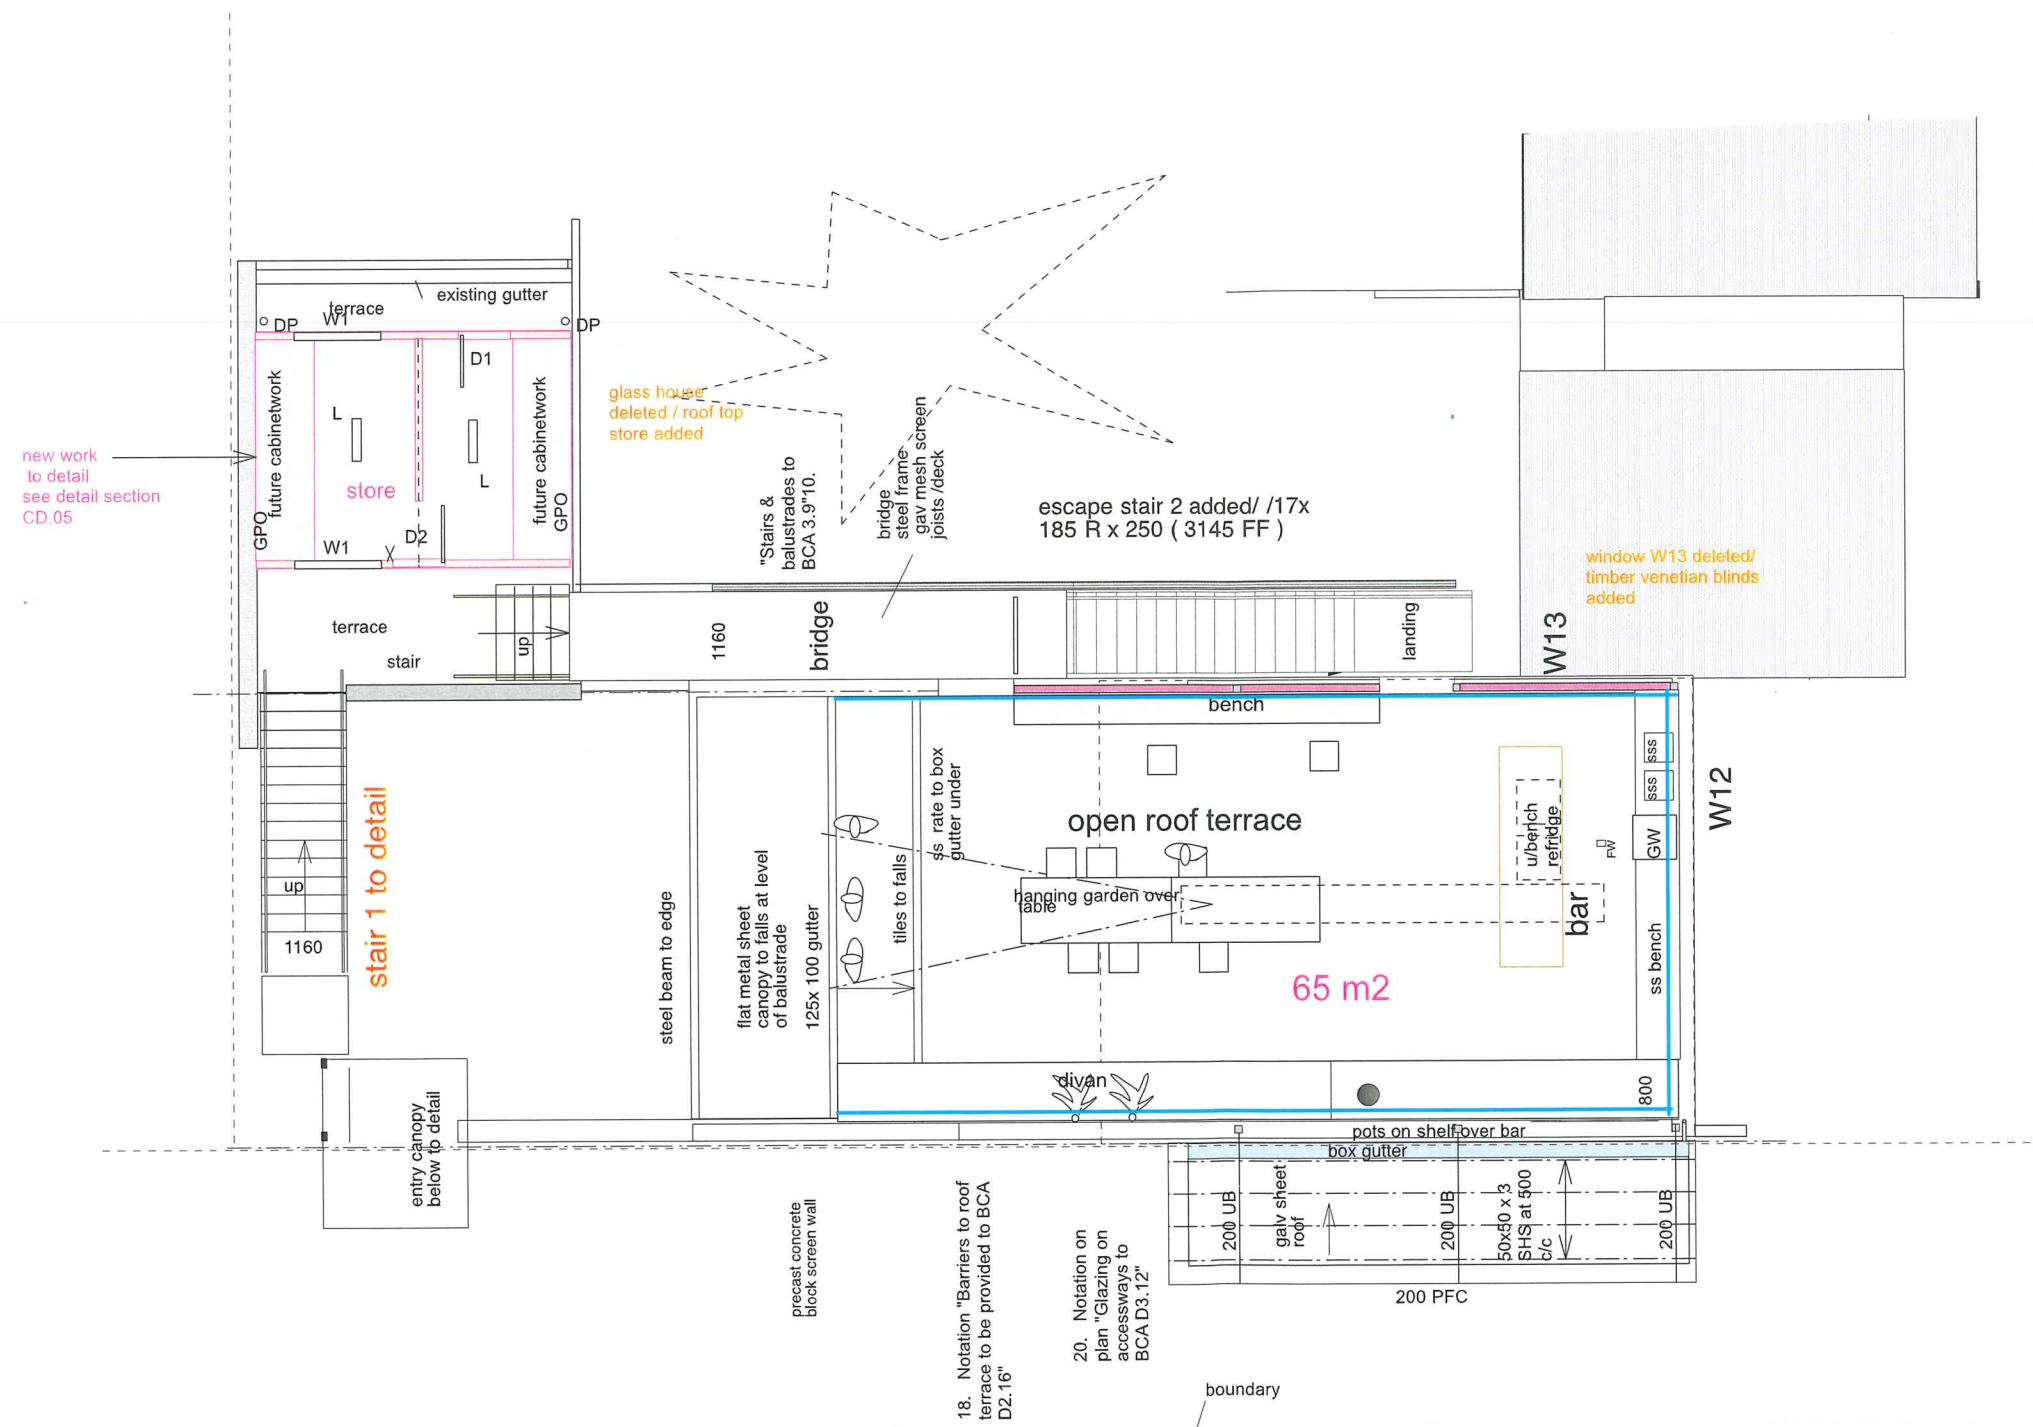 existing gutter
terrace
W1
DP
DP
D1
future cabinetwork
L
future cabinetwork
L
store
GPO
GPO
D2
W1
X
new work
to detail
see detail section
CD.05
glass house
deleted / roof top
store added
"Stairs &
balustrades to
BCA 3.9"10.
bridge
steel frame
gav mesh screen
joists /deck
escape stair 2 added/ /17x
185 R x 250 ( 3145 FF )
window W13 deleted/
timber venetian blinds
added
terrace
stair
up
1160
bridge
landing
W13
bench
sss
sss
W12
ss rate to box
gutter under
open roof terrace
u/bench
refridge
FW
GW
stair 1 to detail
up
1160
steel beam to edge
flat metal sheet
canopy to falls at level
of balustrade
125x 100 gutter
tiles to falls
hanging garden over
table
bar
ss bench
65 m2
divan
800
entry canopy
below to detail
pots on shelf over bar
box gutter
200 UB
galv sheet
roof
200 UB
50x50 x 3
SHS at 500
c/c
200 UB
200 PFC
precast concrete
block screen wall
18. Notation "Barriers to roof
terrace to be provided to BCA
D2.16"
20. Notation on
plan "Glazing on
accessways to
BCA D3.12"
boundary